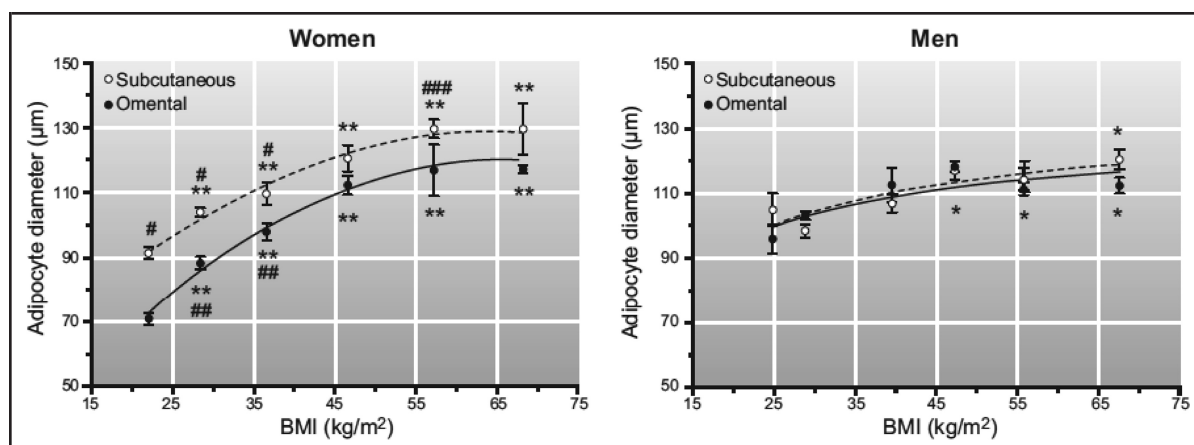 Women
150
130
110
90
70
50
Adipocyte diameter (µm)
Subcutaneous
Omental
#
#
**
**
##
#
**
**
##
**
**
###
**
**
**
**
15 25 35 45 55 65 75
BMI (kg/m²)
Men
150
130
110
90
70
50
Adipocyte diameter (µm)
Subcutaneous
Omental
*
*
*
*
15 25 35 45 55 65 75
BMI (kg/m²)